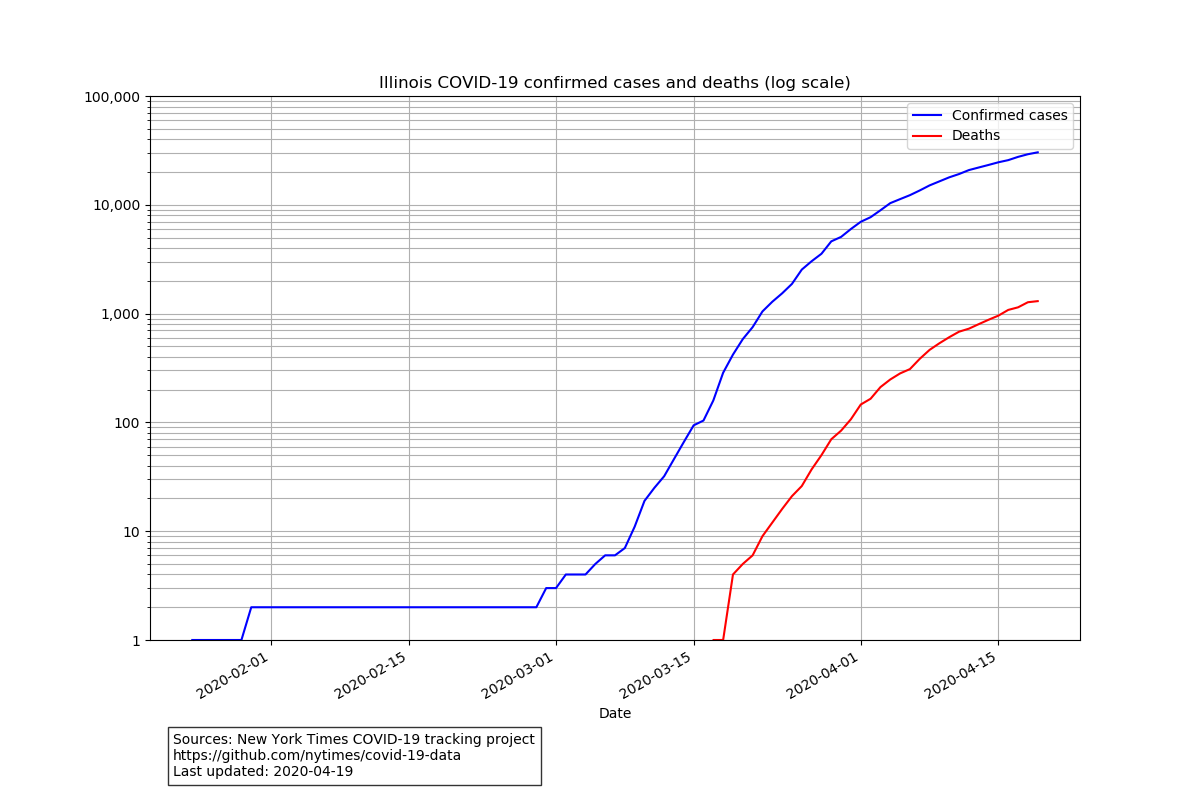 Illinois COVID-19 confirmed cases and deaths (log scale)
100,000
10,000
1,000
100
10
1
Confirmed cases
Deaths
2020-02-01
2020-02-15
2020-03-01
2020-03-15
2020-04-01
2020-04-15
Date
Sources: New York Times COVID-19 tracking project
https://github.com/nytimes/covid-19-data
Last updated: 2020-04-19